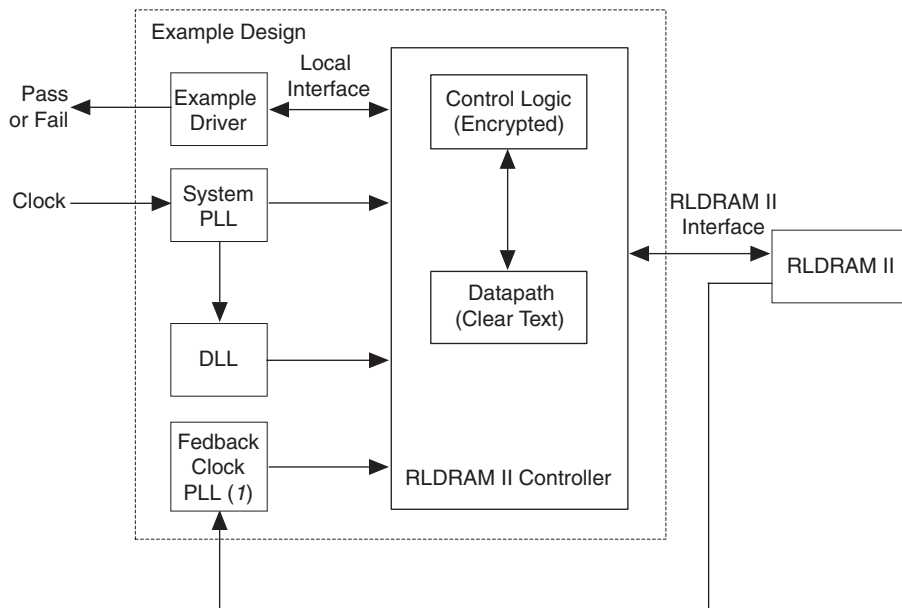 Example Design
Pass
or Fail
Example
Driver
Local
Interface
Control Logic
(Encrypted)
Clock
System
PLL
RLDRAM II
Interface
RLDRAM II
Datapath
(Clear Text)
DLL
Fedback
Clock
PLL (1)
RLDRAM II Controller